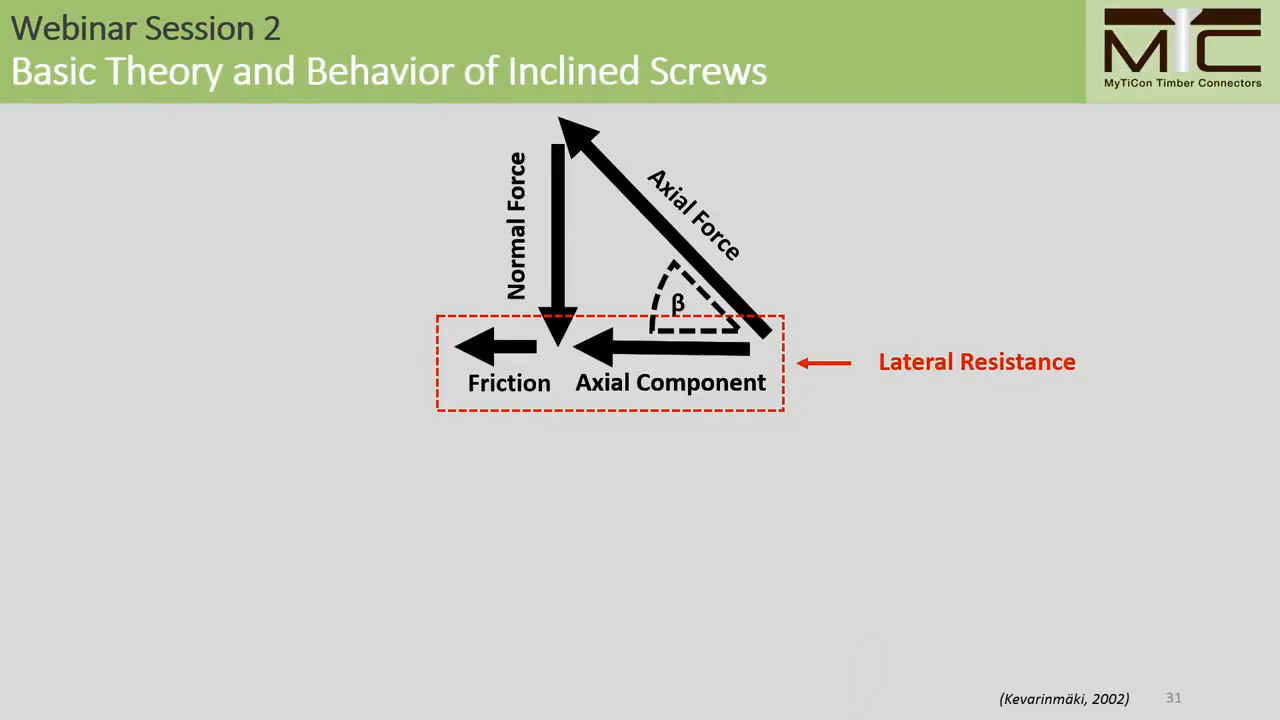 Webinar Session 2
Basic Theory and Behavior of Inclined Screws
MTC
MyTiCon Timber Connectors
Normal Force
Axial Force
β
Friction
Axial Component
Lateral Resistance
(Kevarinmäki, 2002)
31